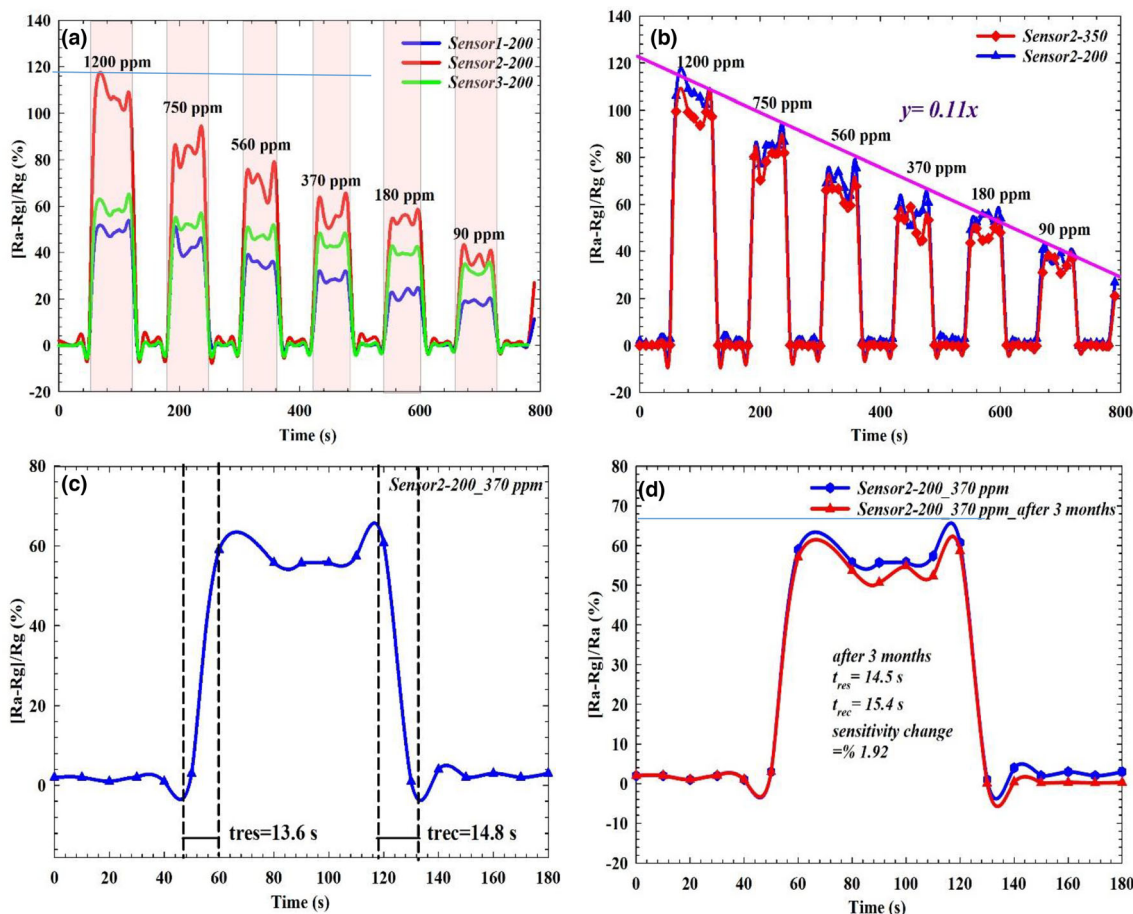 (a)
Sensor1-200
Sensor2-200
Sensor3-200
1200 ppm
750 ppm
560 ppm
370 ppm
180 ppm
90 ppm
[Ra-Rg]/Rg (%)
140
120
100
80
60
40
20
0
-20
0 200 400 600 800
Time (s)
(b)
Sensor2-350
Sensor2-200
1200 ppm
750 ppm
y= 0.11x
560 ppm
370 ppm
180 ppm
90 ppm
[Ra-Rg]/Rg (%)
140
120
100
80
60
40
20
0
-20
0 200 400 600 800
Time (s)
(c)
Sensor2-200_370 ppm
[Ra-Rg]/Rg (%)
80
60
40
20
0
tres=13.6 s
trec=14.8 s
0 20 40 60 80 100 120 140 160 180
Time (s)
(d)
Sensor2-200_370 ppm
Sensor2-200_370 ppm_after 3 months
[Ra-Rg]/Ra (%)
80
70
60
50
40
30
20
10
0
-10
-20
after 3 months
tres= 14.5 s
trec= 15.4 s
sensitivity change
=% 1.92
0 20 40 60 80 100 120 140 160 180
Time (s)